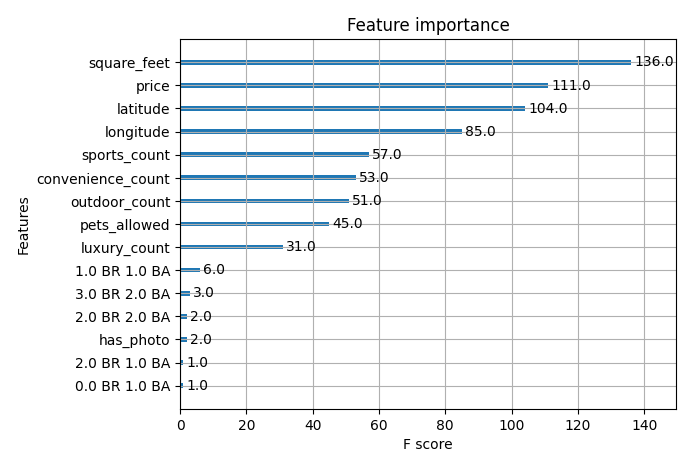 Feature importance
Features
square_feet 136.0
price 111.0
latitude 104.0
longitude 85.0
sports_count 57.0
convenience_count 53.0
outdoor_count 51.0
pets_allowed 45.0
luxury_count 31.0
1.0 BR 1.0 BA 6.0
3.0 BR 2.0 BA 3.0
2.0 BR 2.0 BA 2.0
has_photo 2.0
2.0 BR 1.0 BA 1.0
0.0 BR 1.0 BA 1.0
0 20 40 60 80 100 120 140
F score